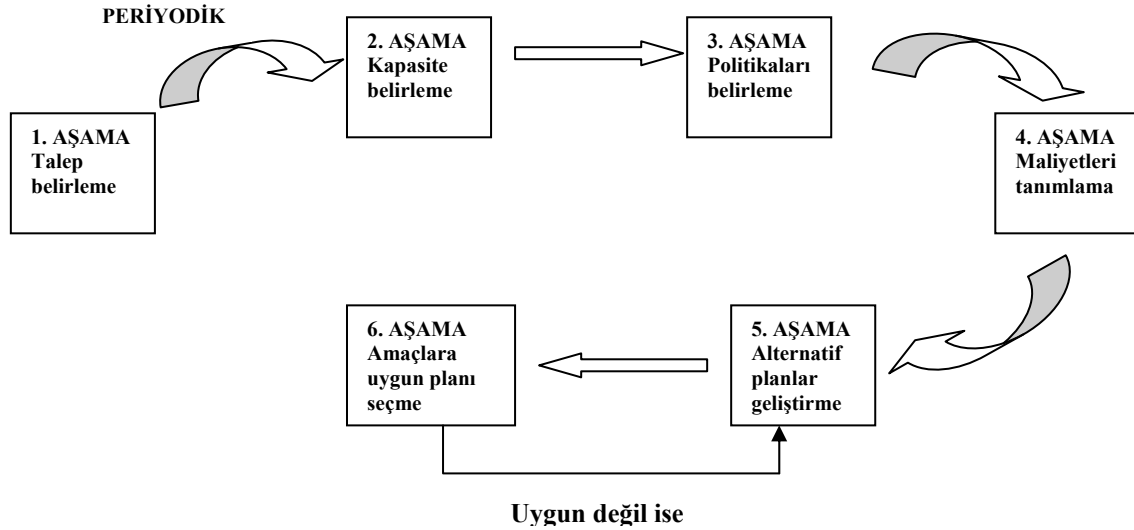 PERİYODİK
1. AŞAMA
Talep
belirleme
2. AŞAMA
Kapasite
belirleme
3. AŞAMA
Politikaları
belirleme
4. AŞAMA
Maliyetleri
tanımlama
5. AŞAMA
Alternatif
planlar
geliştirme
6. AŞAMA
Amaçlara
uygun planı
seçme
Uygun değil ise